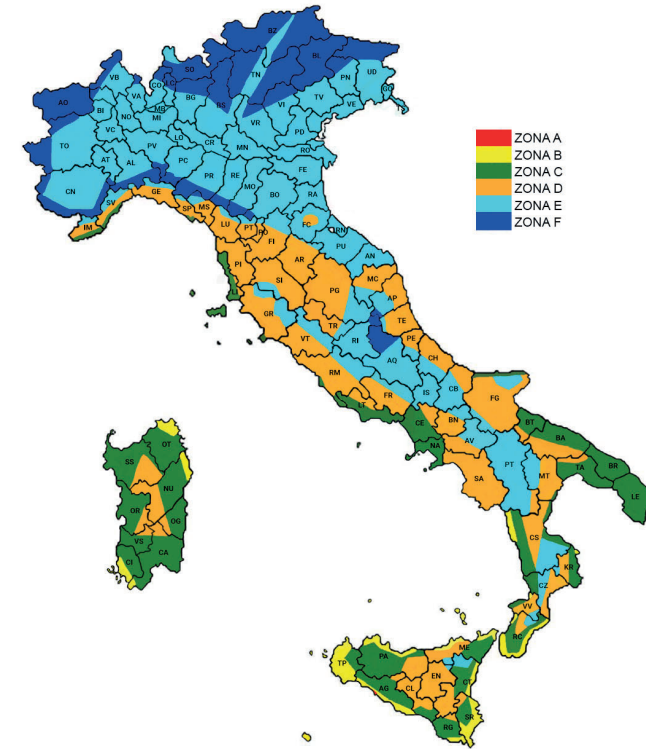 BZ
SO
BL
VB
LC
TN
AO
CO
PN
UD
VA
BG
BS
GO
BI
NO
MB
MI
VI
TV
VE
VR
TO
VC
LO
CR
PD
PV
MN
RO
AT
AL
PC
PR
RE
FE
CN
MO
GE
BO
RA
SV
SP
MS
FC
IM
LU
PT
PO
RN
FI
PU
PI
AR
AN
SI
MC
PG
AP
GR
TE
TR
VT
RI
PE
AQ
CH
RM
FR
IS
CB
LT
FG
CE
BN
BT
BA
NA
AV
PT
MT
TA
BR
SA
LE
OT
SS
NU
OR
OG
VS
CI
CA
CS
KR
CZ
VV
RC
ME
TP
PA
EN
AG
CL
CT
SR
RG
ZONA A
ZONA B
ZONA C
ZONA D
ZONA E
ZONA F